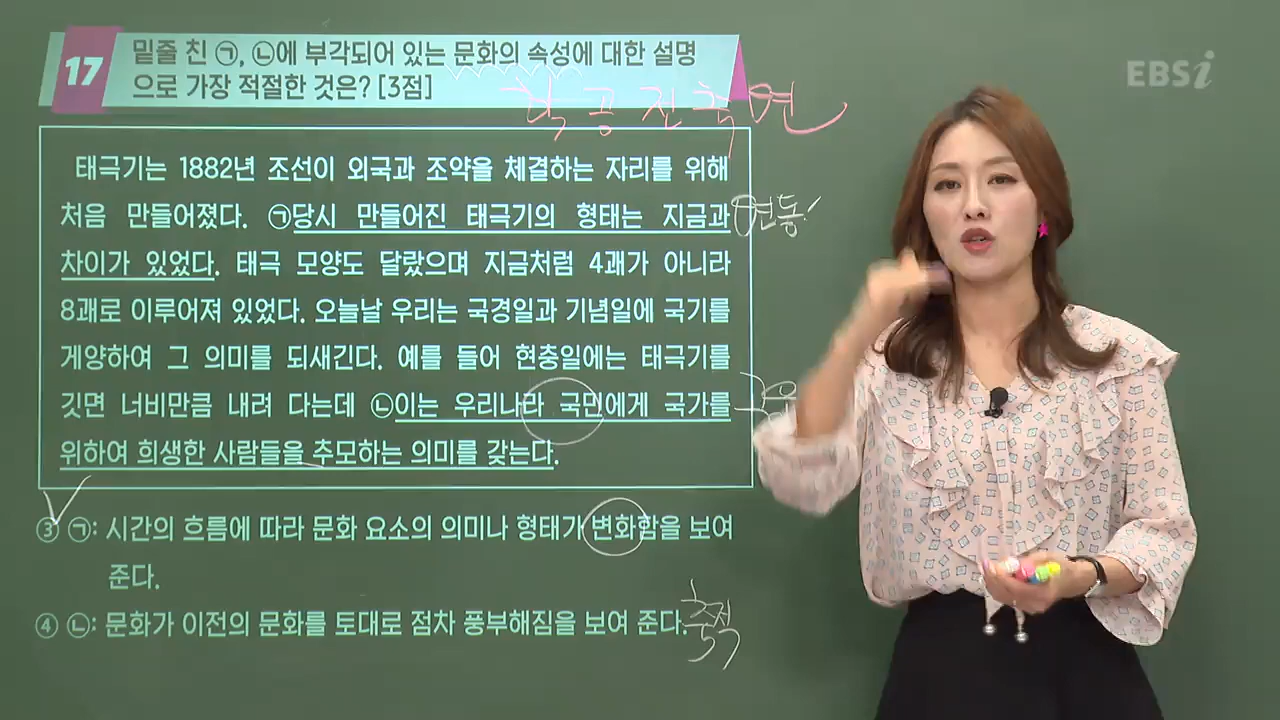 EBSi
17 밑줄 친 ㉠, ㉡에 부각되어 있는 문화의 속성에 대한 설명
으로 가장 적절한 것은? [3점]
학 공 전 축 변
태극기는 1882년 조선이 외국과 조약을 체결하는 자리를 위해
처음 만들어졌다. ㉠당시 만들어진 태극기의 형태는 지금과
변동!
차이가 있었다. 태극 모양도 달랐으며 지금처럼 4괘가 아니라
8괘로 이루어져 있었다. 오늘날 우리는 국경일과 기념일에 국기를
게양하여 그 의미를 되새긴다. 예를 들어 현충일에는 태극기를
깃면 너비만큼 내려 다는데 ㉡이는 우리나라 국민에게 국가를
위하여 희생한 사람들을 추모하는 의미를 갖는다.
③ ㉠: 시간의 흐름에 따라 문화 요소의 의미나 형태가 변화함을 보여
준다.
④ ㉡: 문화가 이전의 문화를 토대로 점차 풍부해짐을 보여 준다.
축적